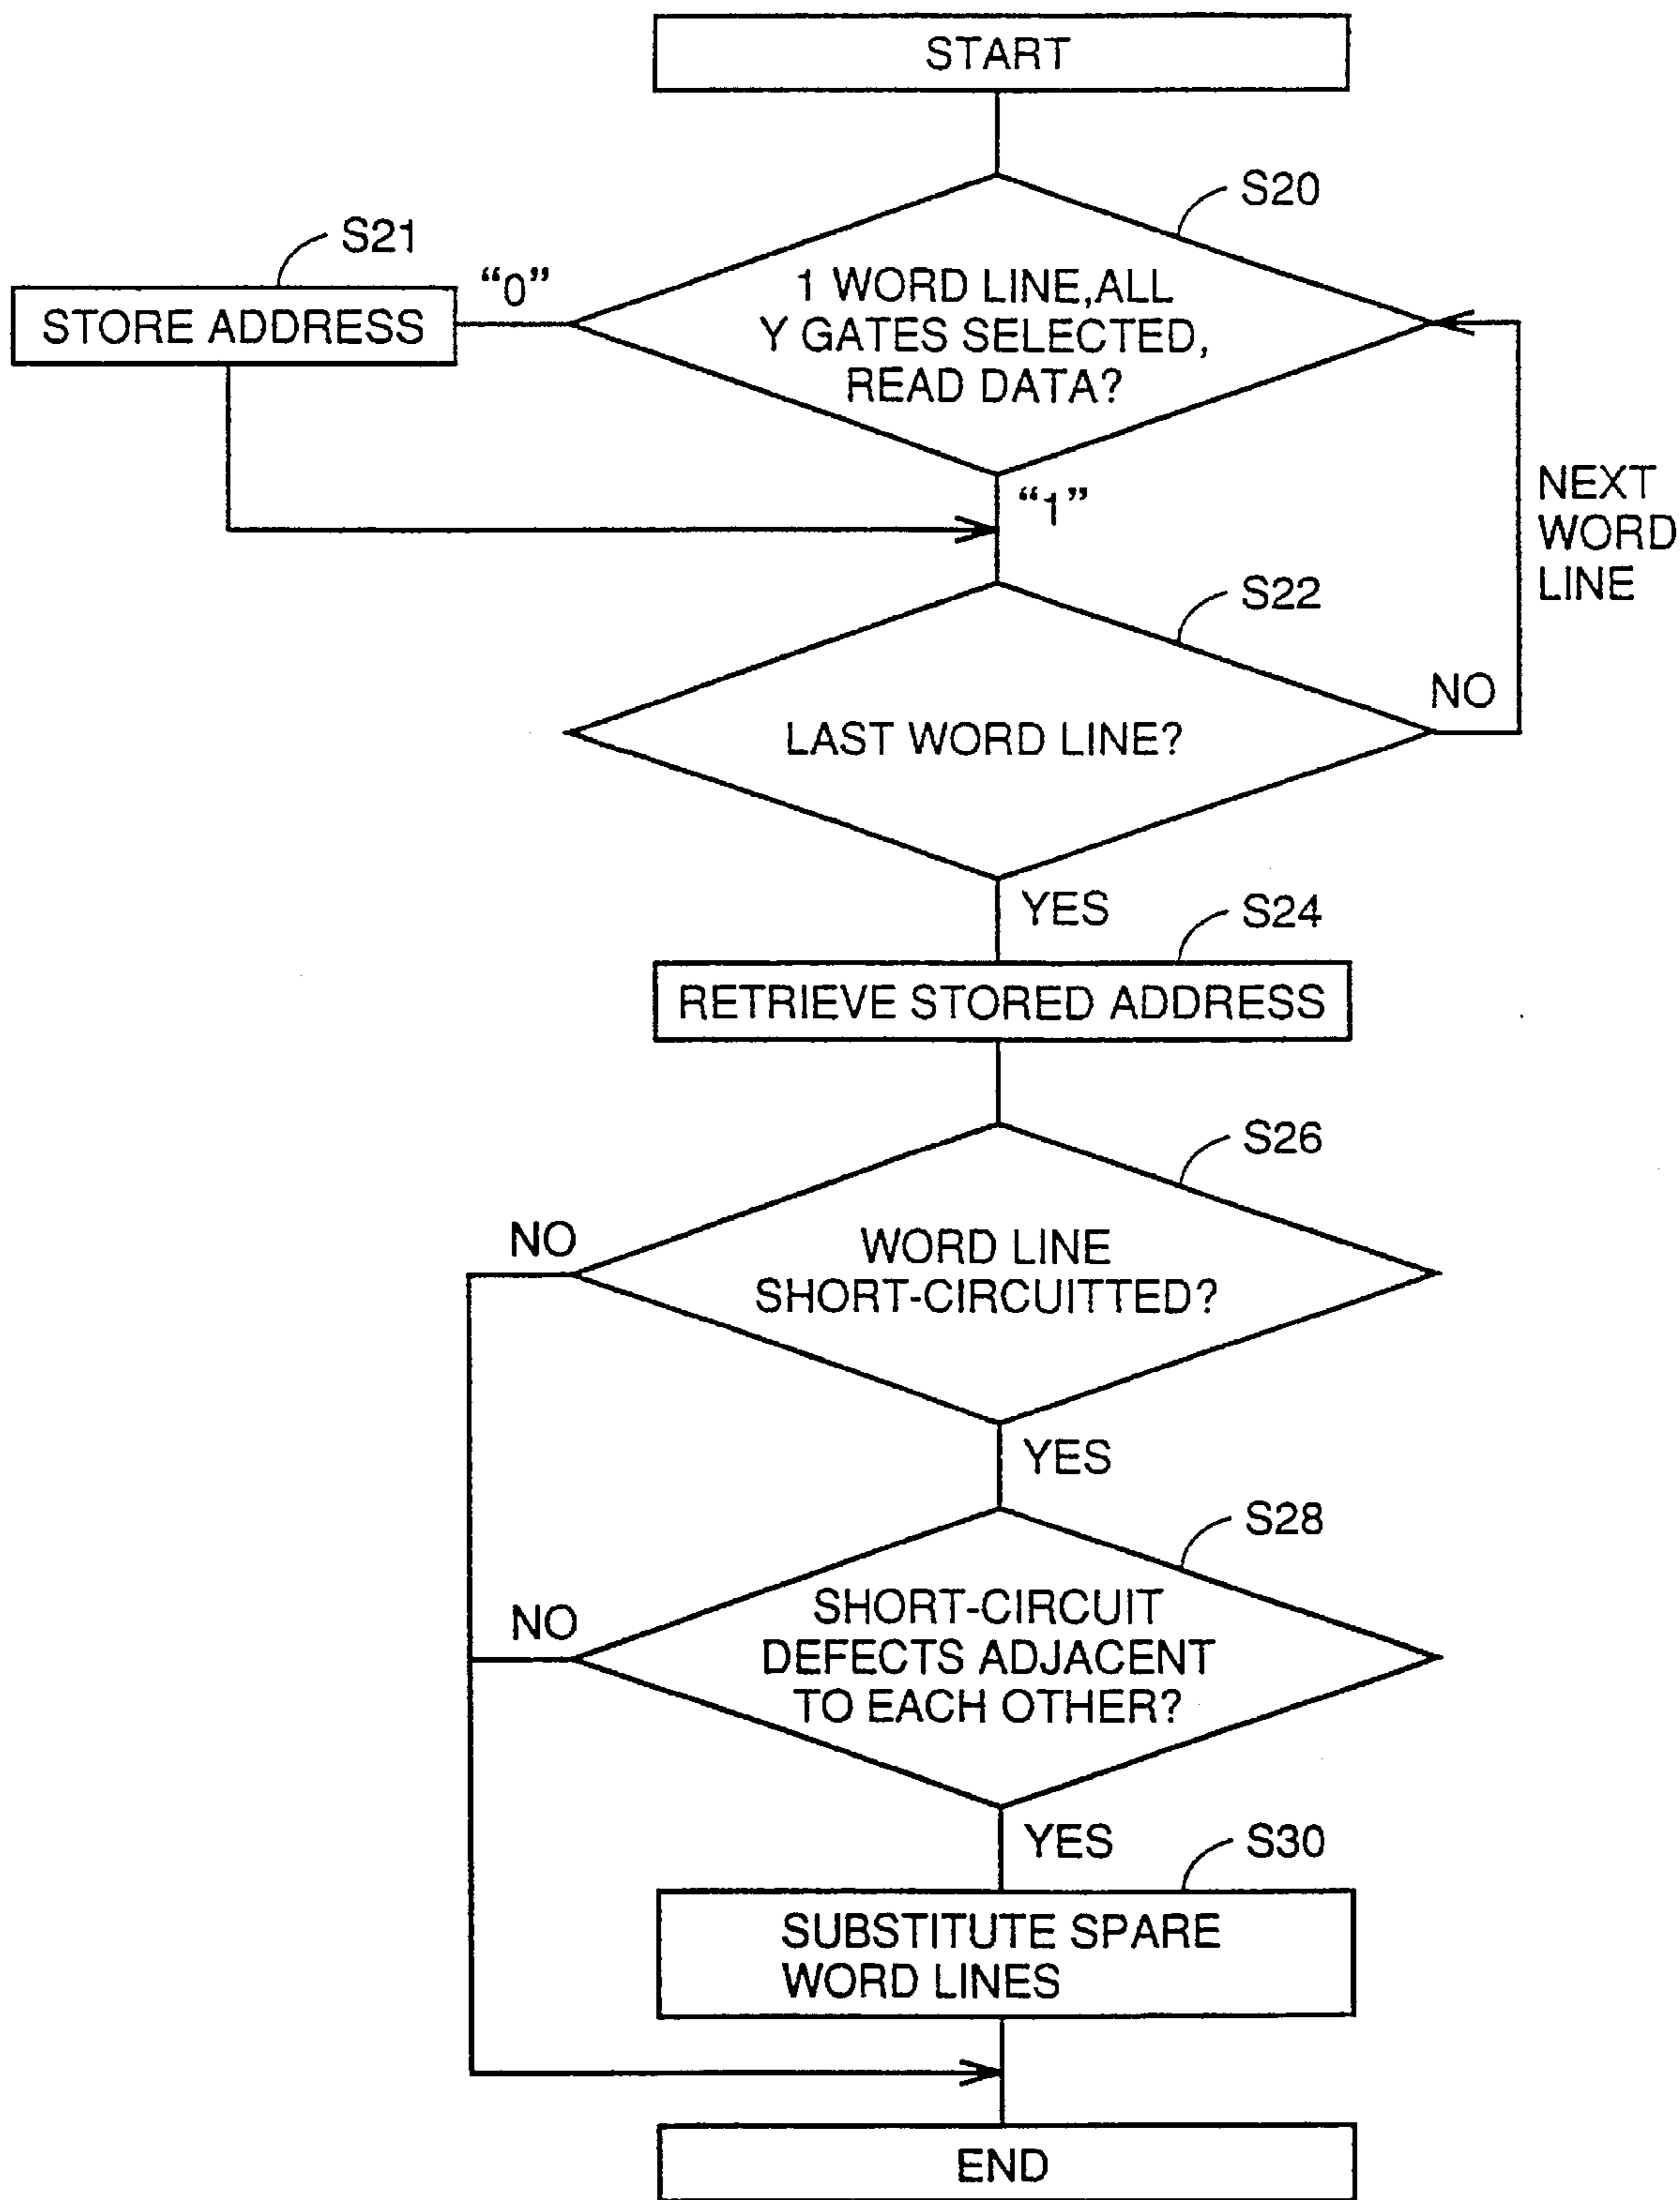 START
S20
S21
"0"
1 WORD LINE,ALL
Y GATES SELECTED,
READ DATA?
STORE ADDRESS
"1"
NEXT
WORD
LINE
S22
NO
LAST WORD LINE?
YES
S24
RETRIEVE STORED ADDRESS
S26
NO
WORD LINE
SHORT-CIRCUITTED?
YES
S28
NO
SHORT-CIRCUIT
DEFECTS ADJACENT
TO EACH OTHER?
YES
S30
SUBSTITUTE SPARE
WORD LINES
END